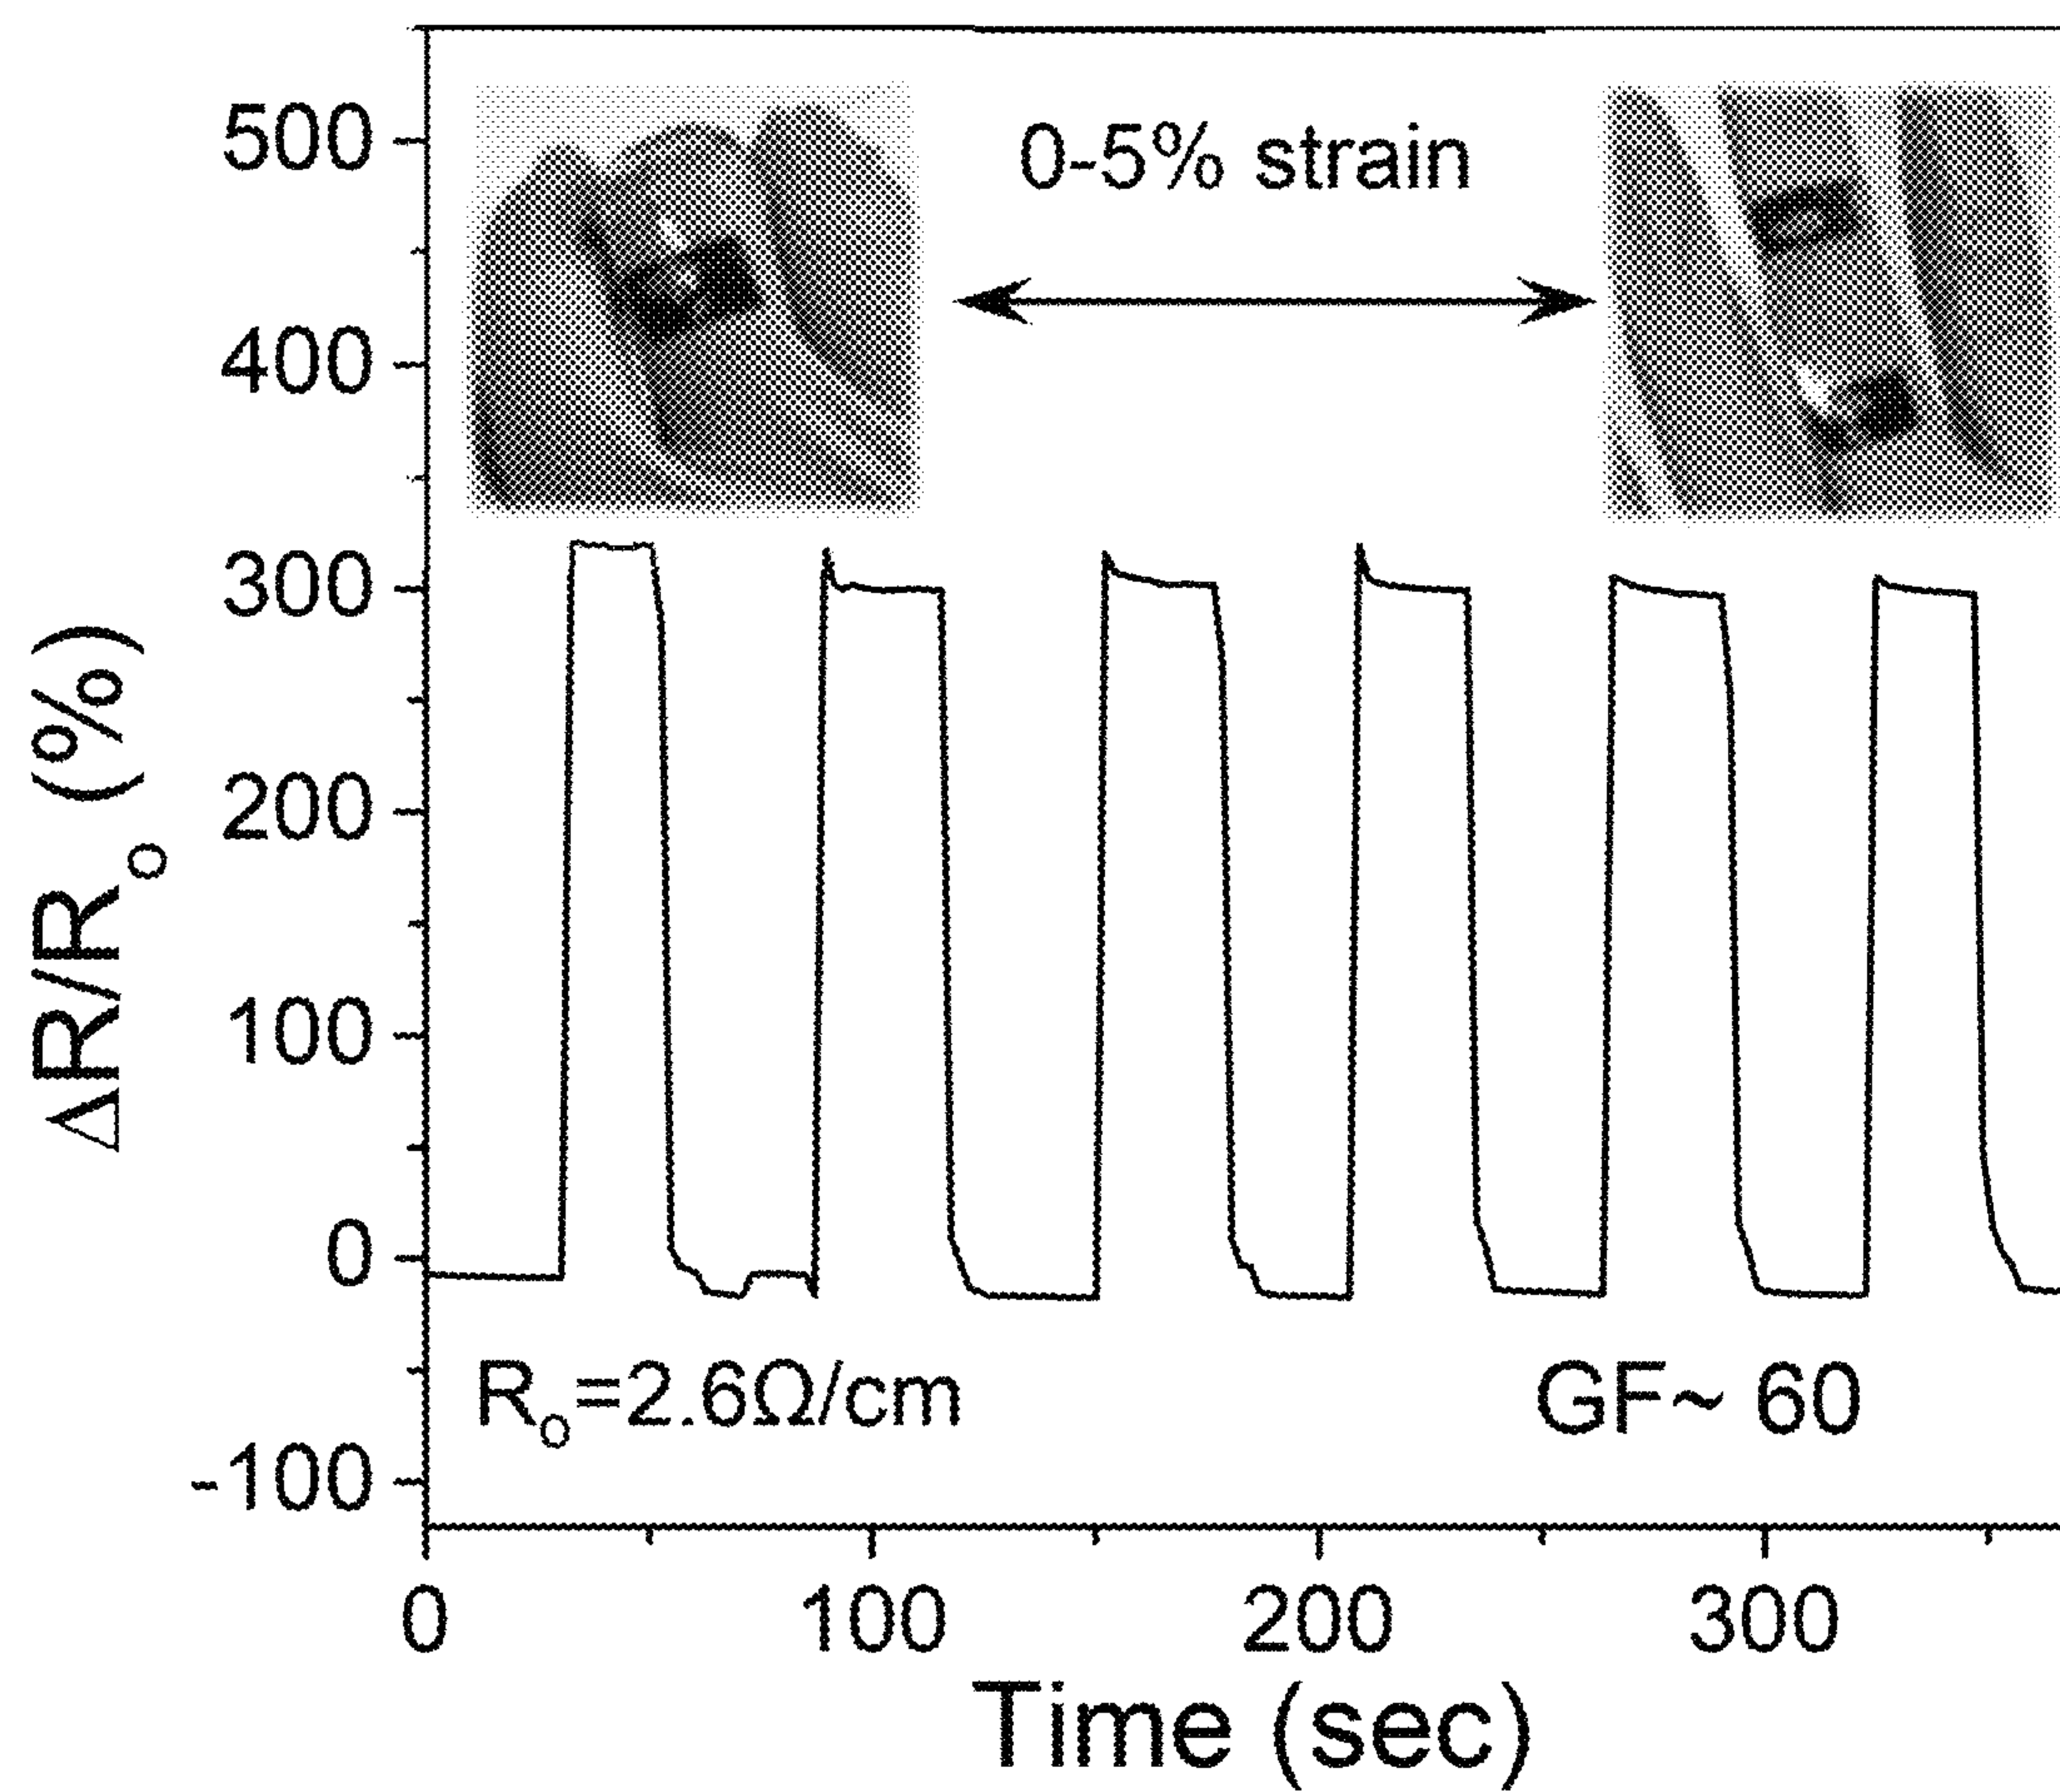 0-5% strain
500
400
300
200
100
0
-100
ΔR/Ro (%)
Ro=2.6Ω/cm
GF~ 60
0 100 200 300
Time (sec)